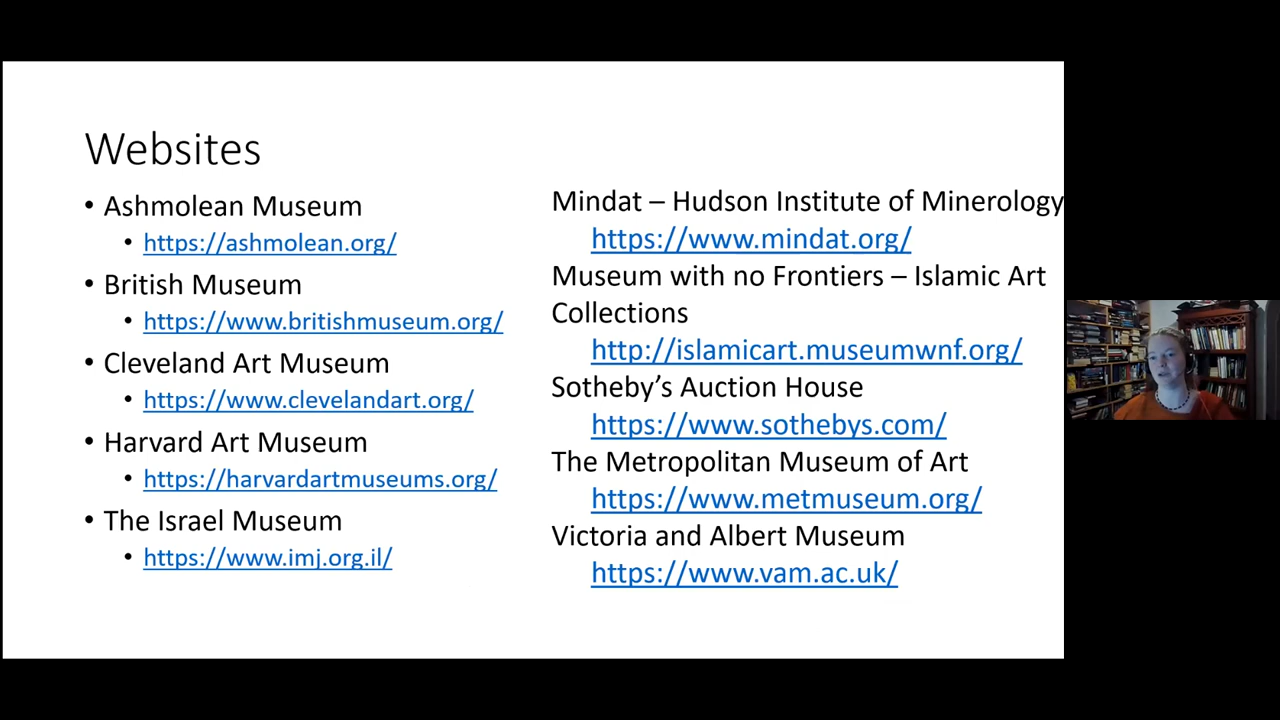 Websites
• Ashmolean Museum
• https://ashmolean.org/
• British Museum
• https://www.britishmuseum.org/
• Cleveland Art Museum
• https://www.clevelandart.org/
• Harvard Art Museum
• https://harvardartmuseums.org/
• The Israel Museum
• https://www.imj.org.il/
Mindat – Hudson Institute of Minerology
https://www.mindat.org/
Museum with no Frontiers – Islamic Art
Collections
http://islamicart.museumwnf.org/
Sotheby’s Auction House
https://www.sothebys.com/
The Metropolitan Museum of Art
https://www.metmuseum.org/
Victoria and Albert Museum
https://www.vam.ac.uk/